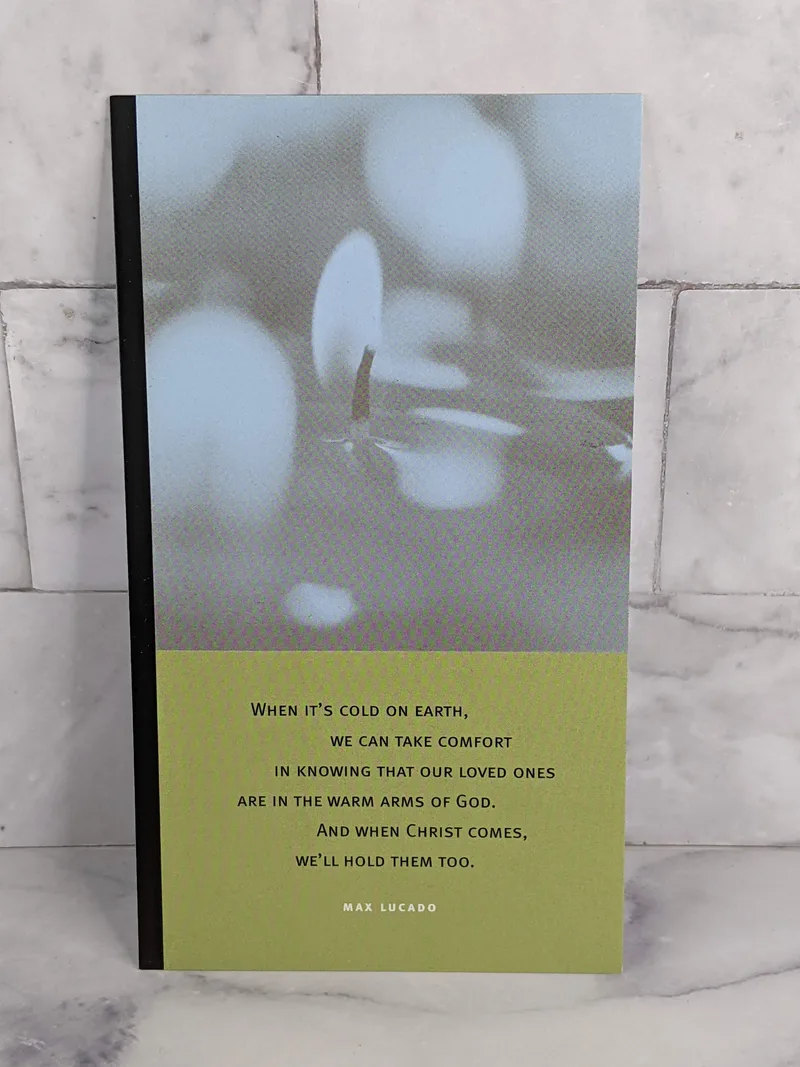 When it's cold on earth,
we can take comfort
in knowing that our loved ones
are in the warm arms of God.
And when Christ comes,
we'll hold them too.
MAX LUCADO